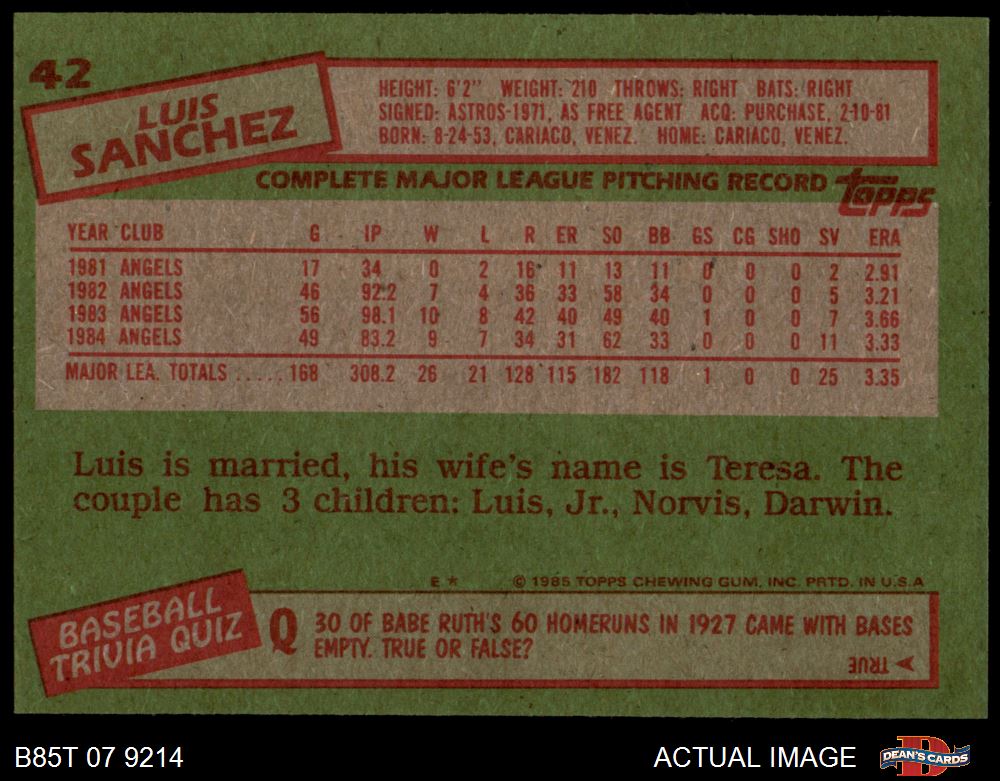 42
LUIS
SANCHEZ
HEIGHT: 6'2" WEIGHT: 210 THROWS: RIGHT BATS: RIGHT
SIGNED: ASTROS-1971, AS FREE AGENT ACQ: PURCHASE, 2-10-81
BORN: 8-24-53, CARIACO, VENEZ. HOME: CARIACO, VENEZ.
COMPLETE MAJOR LEAGUE PITCHING RECORD topps
YEAR CLUB G IP W L R ER SO BB GS CG SHO SV ERA
1981 ANGELS 17 34 0 2 16 11 13 11 0 0 0 2 2.91
1982 ANGELS 46 92.2 7 4 36 33 58 34 0 0 0 5 3.21
1983 ANGELS 56 98.1 10 8 42 40 49 40 1 0 0 7 3.66
1984 ANGELS 49 83.2 9 7 34 31 62 33 0 0 0 11 3.33
MAJOR LEA. TOTALS ..... 168 308.2 26 21 128 115 182 118 1 0 0 25 3.35
Luis is married, his wife's name is Teresa. The
couple has 3 children: Luis, Jr., Norvis, Darwin.
E * © 1985 TOPPS CHEWING GUM, INC. PRTD. IN U.S.A
BASEBALL
TRIVIA QUIZ
Q 30 OF BABE RUTH'S 60 HOMERUNS IN 1927 CAME WITH BASES
EMPTY. TRUE OR FALSE?
TRUE
B85T 07 9214 ACTUAL IMAGE DEAN'S CARDS